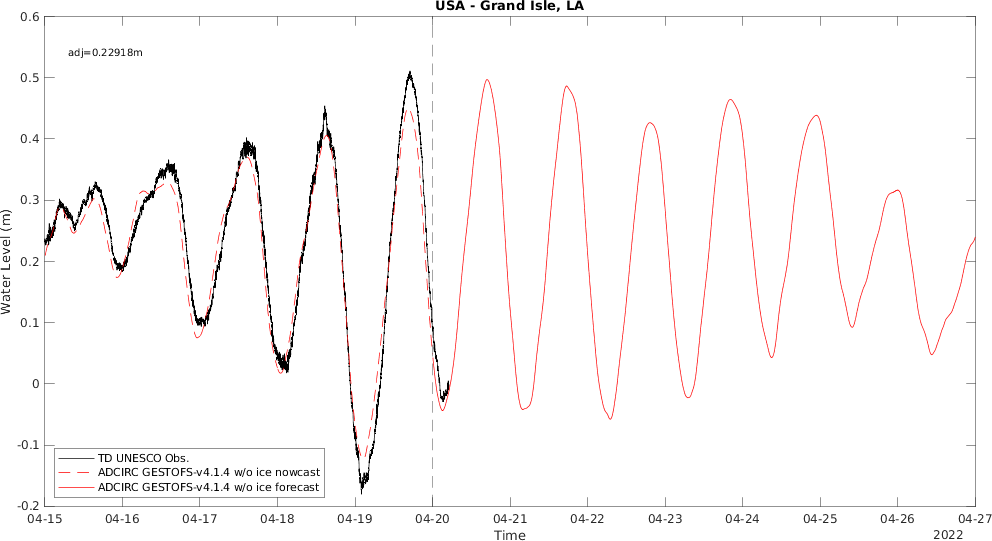 USA - Grand Isle, LA
adj=0.22918m
0.6
0.5
0.4
0.3
0.2
0.1
0
-0.1
-0.2
Water Level (m)
TD UNESCO Obs.
ADCIRC GESTOFS-v4.1.4 w/o ice nowcast
ADCIRC GESTOFS-v4.1.4 w/o ice forecast
04-15 04-16 04-17 04-18 04-19 04-20 04-21 04-22 04-23 04-24 04-25 04-26 04-27
Time
2022